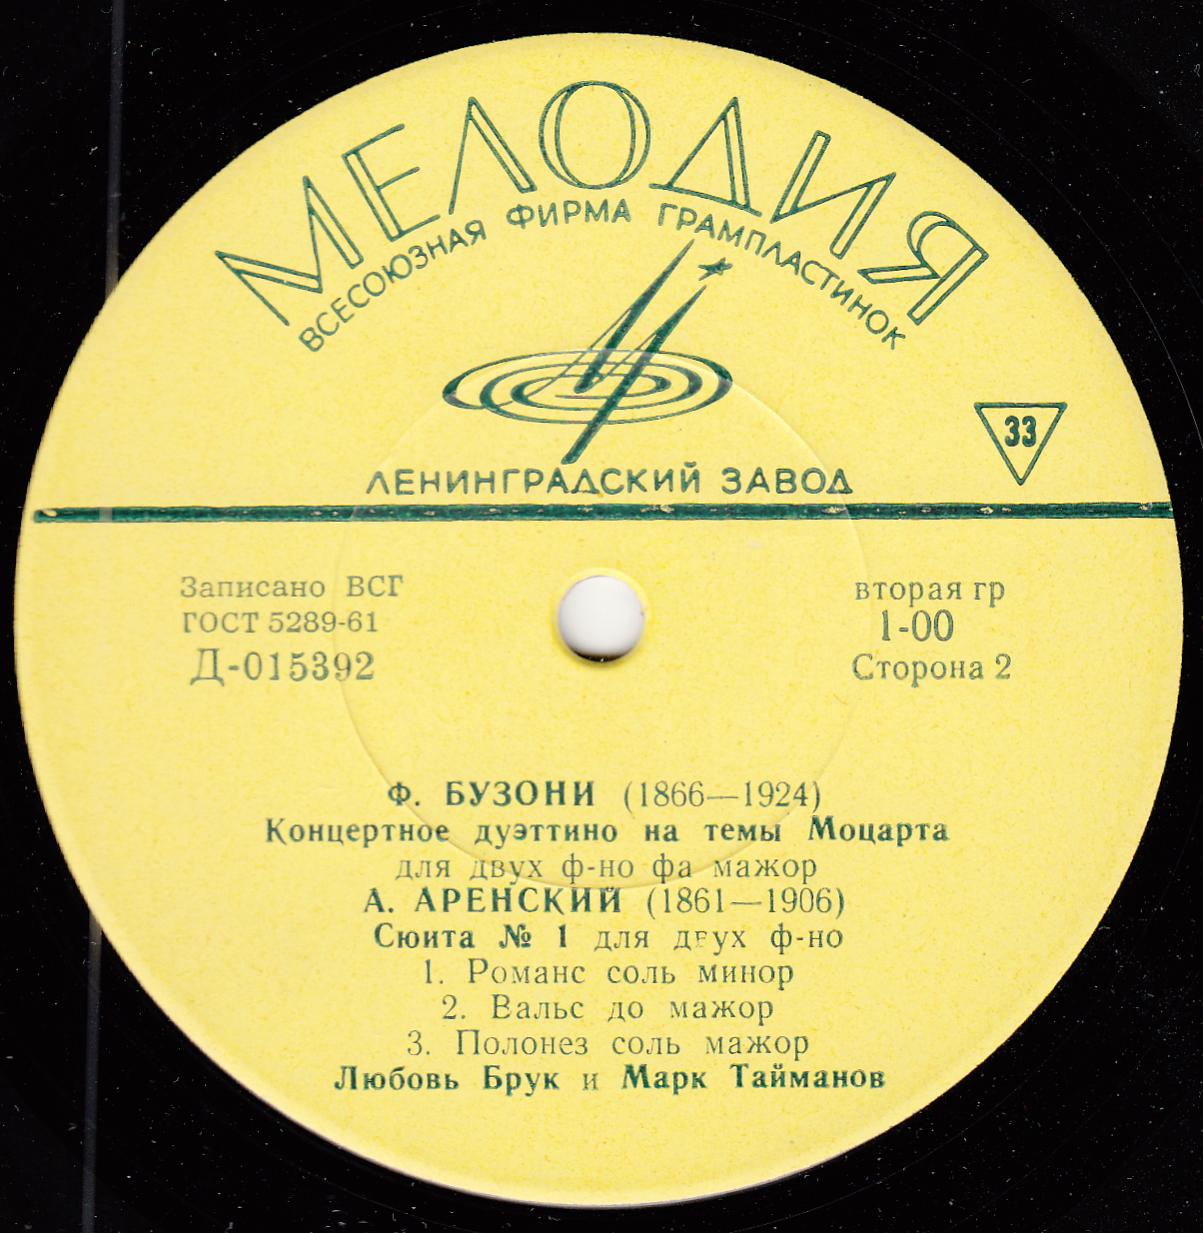 МЕЛОДИЯ
ВСЕСОЮЗНАЯ ФИРМА ГРАМПЛАСТИНОК
33
ЛЕНИНГРАДСКИЙ ЗАВОД
Записано ВСГ
ГОСТ 5289-61
Д-015392
вторая гр
1-00
Сторона 2
Ф. БУЗОНИ (1866—1924)
Концертное дуэттино на темы Моцарта
для двух ф-но фа мажор
А. АРЕНСКИЙ (1861—1906)
Сюита № 1 для двух ф-но
1. Романс соль минор
2. Вальс до мажор
3. Полонез соль мажор
Любовь Брук и Марк Тайманов